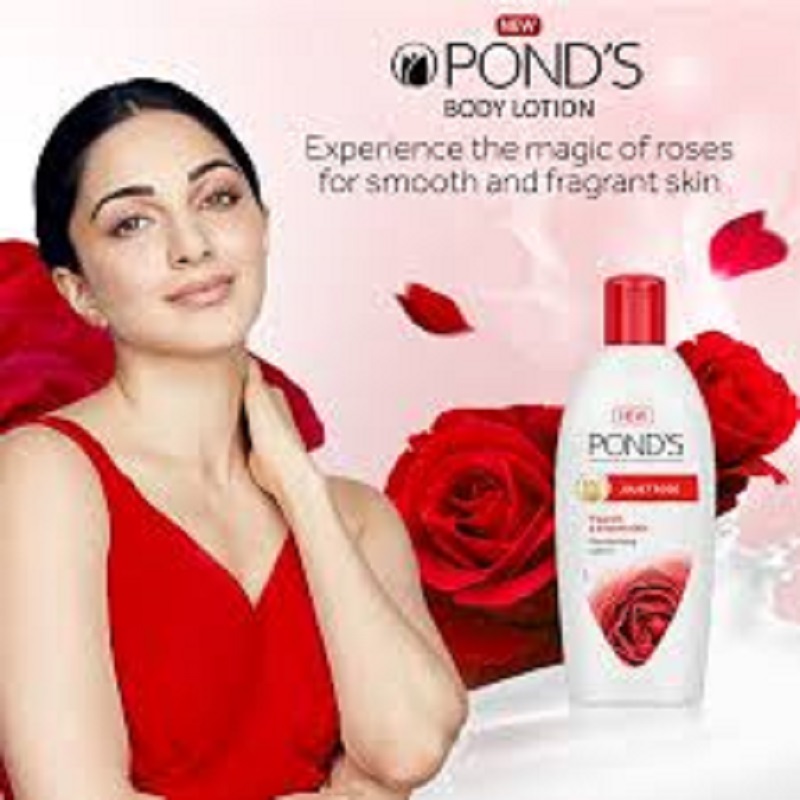 NEW
POND'S
BODY LOTION
Experience the magic of roses
for smooth and fragrant skin
NEW
POND'S